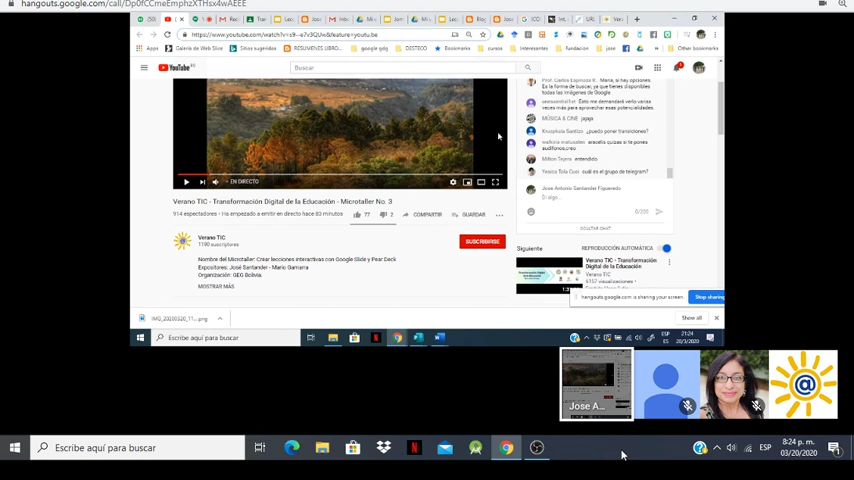 hangouts.google.com/call/Dp0fCCmeEmphzXTHsx4wAEEE
https://www.youtube.com/watch?v=s9--e7v3QUw&feature=youtu.be
Apps Galería de Web Slice Sitios sugeridos RESUMENES LIBRO... google gdg DESTECO Bookmarks cursos Interesantes Fundacion jose Other bookmarks
YouTube
Buscar
Prof. Carlos Espinoza R. Maria, si hay opciones.
Es la forma de buscar, ya que tienes disponibles
todas las imágenes de Google.
Esto me demandará verlo varias
veces más para aprovechar esas potencialidades.
MÚSICA & CINE jajaja
¿puedo poner transiciones?
aracelis quizas si te pones
audifonos,creo
Milton Tejera entendido
Yesica Tola Cusi cuál es el grupo de telegram?
Jose Antonio Santander Figueredo
Di algo...
0/200
OCULTAR CHAT
EN DIRECTO
Verano TIC - Transformación Digital de la Educación - Microtaller No. 3
914 espectadores • Ha empezado a emitir en directo hace 83 minutos
77 2 COMPARTIR GUARDAR
Verano TIC
1190 suscriptores
SUSCRIBIRSE
Nombre del Microtaller: Crear lecciones interactivas con Google Slide y Pear Deck
Expositores: José Santander - Mario Gamarra
Organización: GEG Bolivia.
MOSTRAR MÁS
Siguiente REPRODUCCIÓN AUTOMÁTICA
Verano TIC - Transformación
Digital de la Educación
Verano TIC
hangouts.google.com is sharing your screen. Stop sharing
IMG_20200320_11....png
Show all
Escribe aquí para buscar
ESP
ES
21:24
20/3/2020
Jose A...
@
Escribe aquí para buscar
ESP
8:24 p. m.
03/20/2020